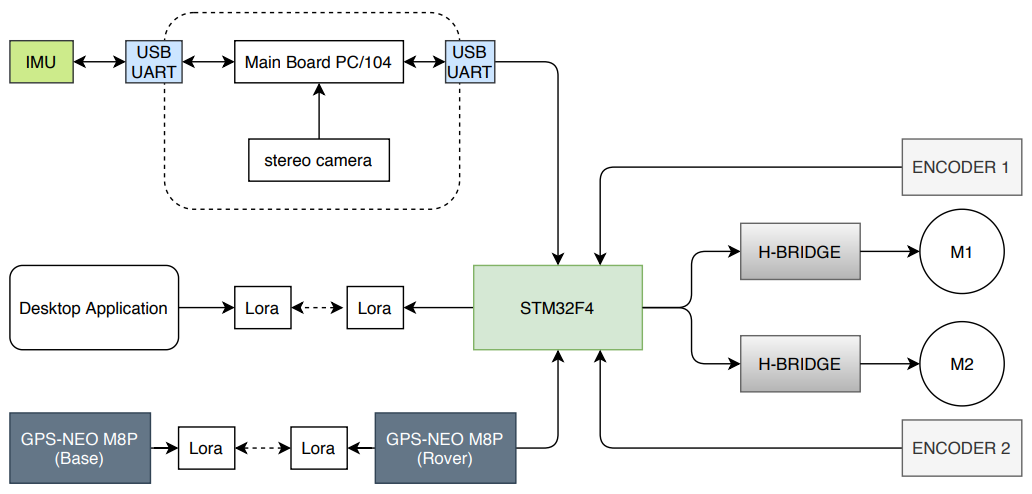 IMU
USB
UART
Main Board PC/104
USB
UART
stereo camera
ENCODER 1
H-BRIDGE
M1
Desktop Application
Lora
Lora
STM32F4
H-BRIDGE
M2
GPS-NEO M8P
(Base)
Lora
Lora
GPS-NEO M8P
(Rover)
ENCODER 2